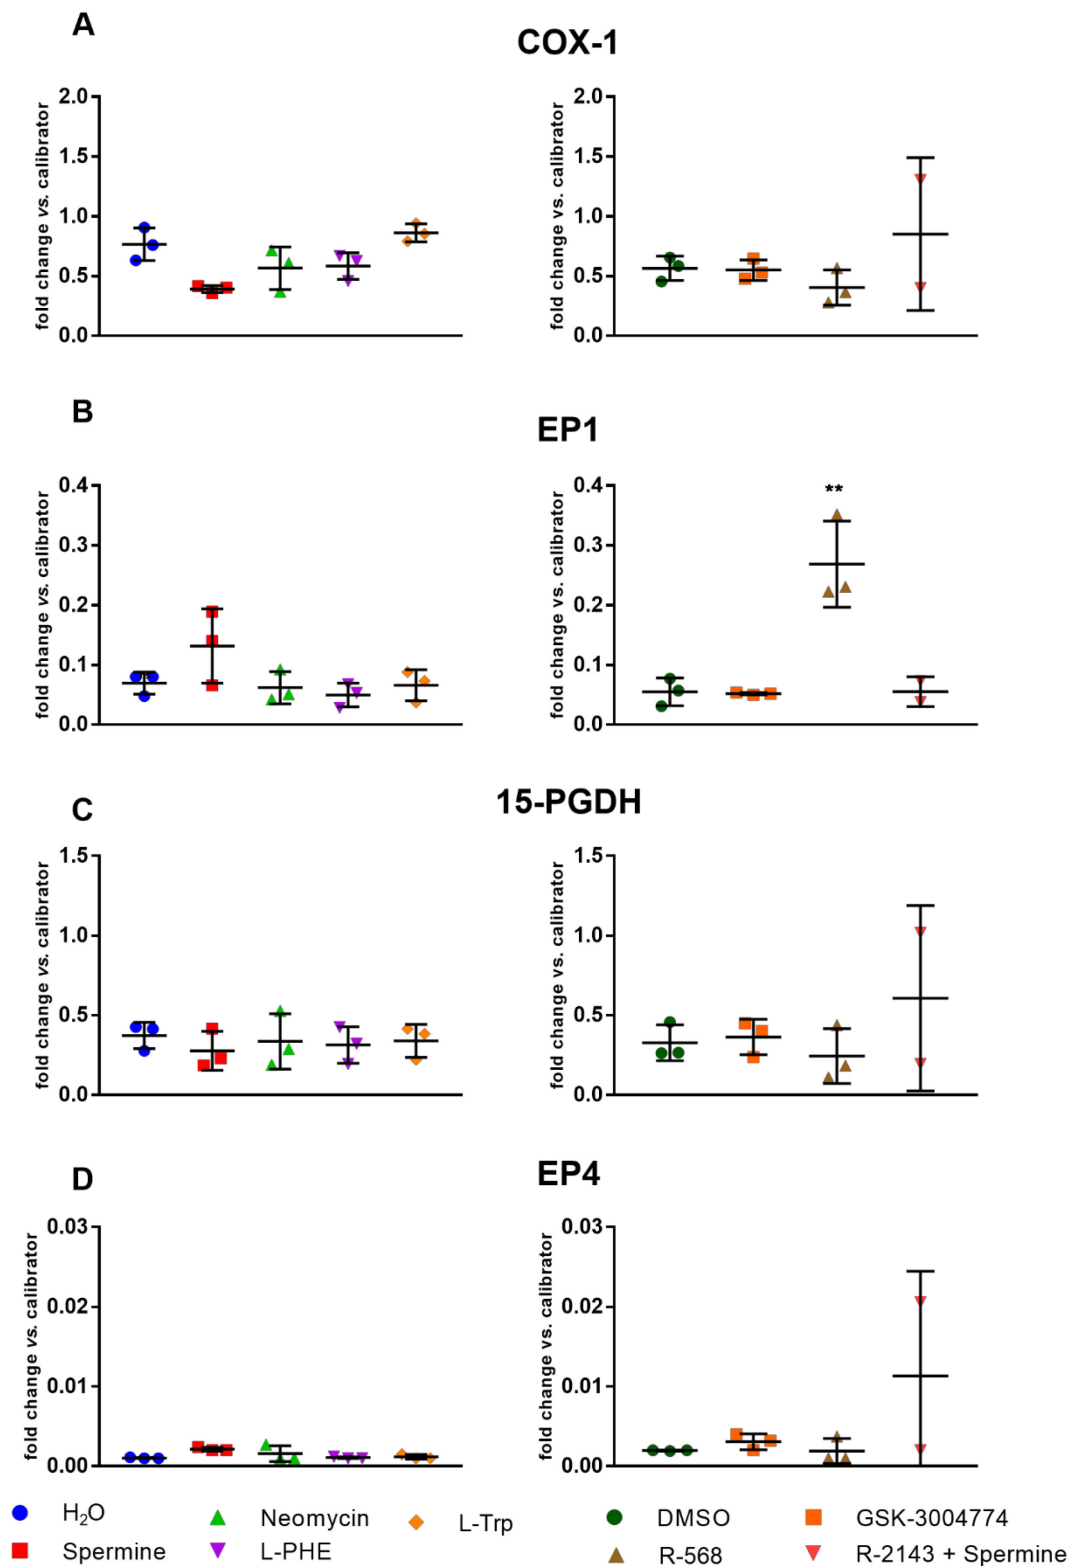 A
COX-1
fold change vs. calibrator
2.0
1.5
1.0
0.5
0.0
fold change vs. calibrator
2.0
1.5
1.0
0.5
0.0
B
EP1
fold change vs. calibrator
0.4
0.3
0.2
0.1
0.0
fold change vs. calibrator
0.4
0.3
0.2
0.1
0.0
**
C
15-PGDH
fold change vs. calibrator
1.5
1.0
0.5
0.0
fold change vs. calibrator
1.5
1.0
0.5
0.0
D
EP4
fold change vs. calibrator
0.03
0.02
0.01
0.00
fold change vs. calibrator
0.03
0.02
0.01
0.00
H₂O
Spermine
Neomycin
L-PHE
L-Trp
DMSO
R-568
GSK-3004774
R-2143 + Spermine